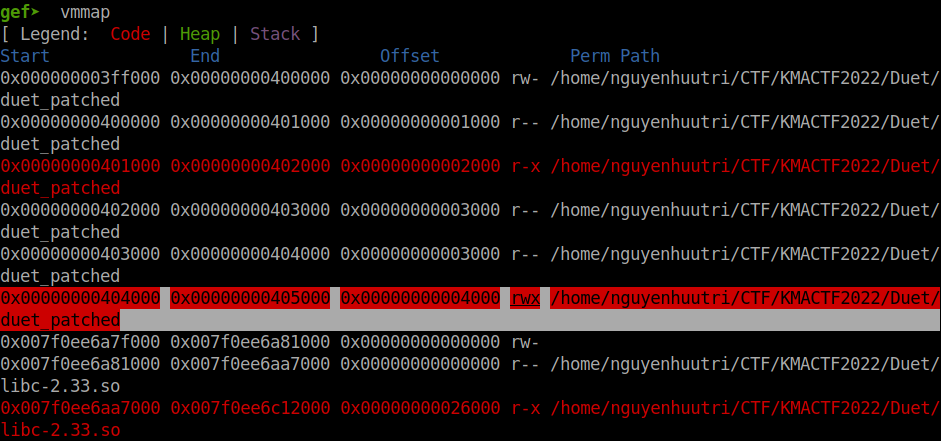 gef➤  vmmap
[ Legend:  Code | Heap | Stack ]
Start              End                Offset             Perm Path
0x000000003ff000 0x00000000400000 0x00000000000000 rw- /home/nguyenhuutri/CTF/KMACTF2022/Duet/
duet_patched
0x00000000400000 0x00000000401000 0x00000000001000 r-- /home/nguyenhuutri/CTF/KMACTF2022/Duet/
duet_patched
0x00000000401000 0x00000000402000 0x00000000002000 r-x /home/nguyenhuutri/CTF/KMACTF2022/Duet/
duet_patched
0x00000000402000 0x00000000403000 0x00000000003000 r-- /home/nguyenhuutri/CTF/KMACTF2022/Duet/
duet_patched
0x00000000403000 0x00000000404000 0x00000000003000 r-- /home/nguyenhuutri/CTF/KMACTF2022/Duet/
duet_patched
0x00000000404000 0x00000000405000 0x00000000004000 rwx /home/nguyenhuutri/CTF/KMACTF2022/Duet/
duet_patched
0x007f0ee6a7f000 0x007f0ee6a81000 0x00000000000000 rw-
0x007f0ee6a81000 0x007f0ee6aa7000 0x00000000000000 r-- /home/nguyenhuutri/CTF/KMACTF2022/Duet/
libc-2.33.so
0x007f0ee6aa7000 0x007f0ee6c12000 0x00000000026000 r-x /home/nguyenhuutri/CTF/KMACTF2022/Duet/
libc-2.33.so